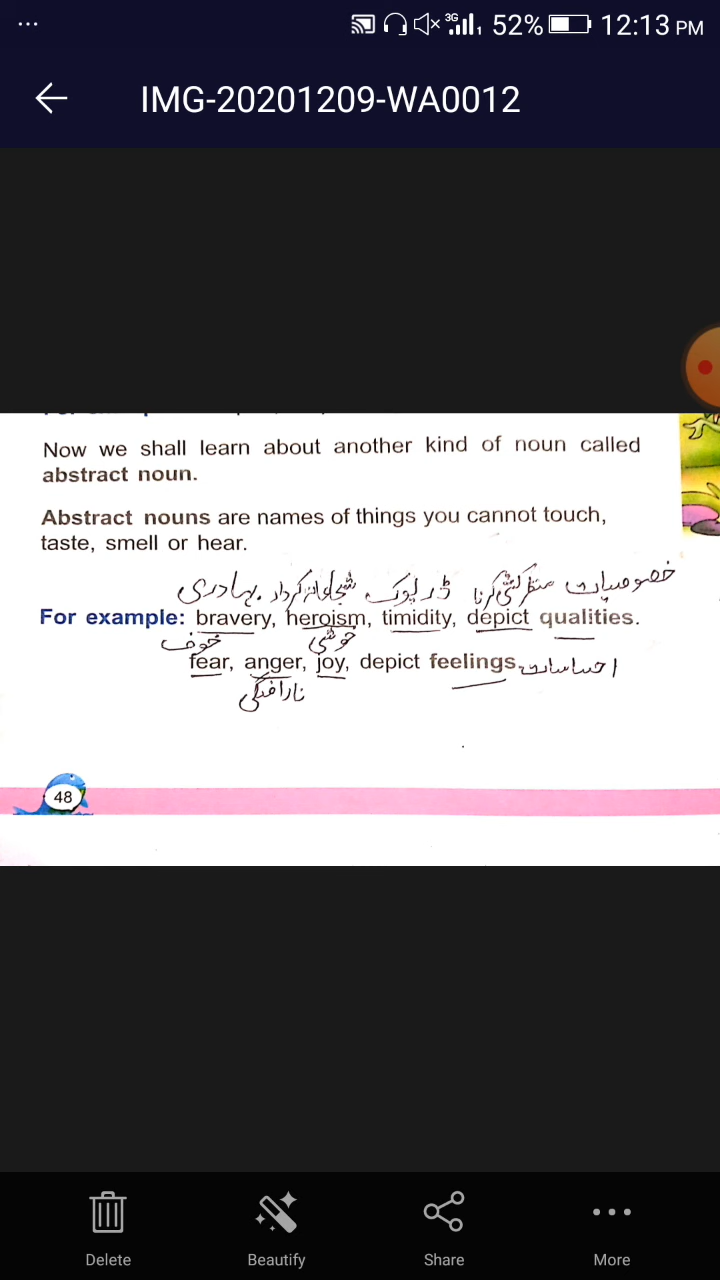 ... 3G 1 52% 12:13 PM
IMG-20201209-WA0012
Now we shall learn about another kind of noun called
abstract noun.
Abstract nouns are names of things you cannot touch,
taste, smell or hear.
خصوصیات منظر کشی کرنا ڈرپوک شجاعانہ کردار بہادری
For example: bravery, heroism, timidity, depict qualities.
خوشی خوف
fear, anger, joy, depict feelings. احساسات
ناراضگی
48
Delete Beautify Share More